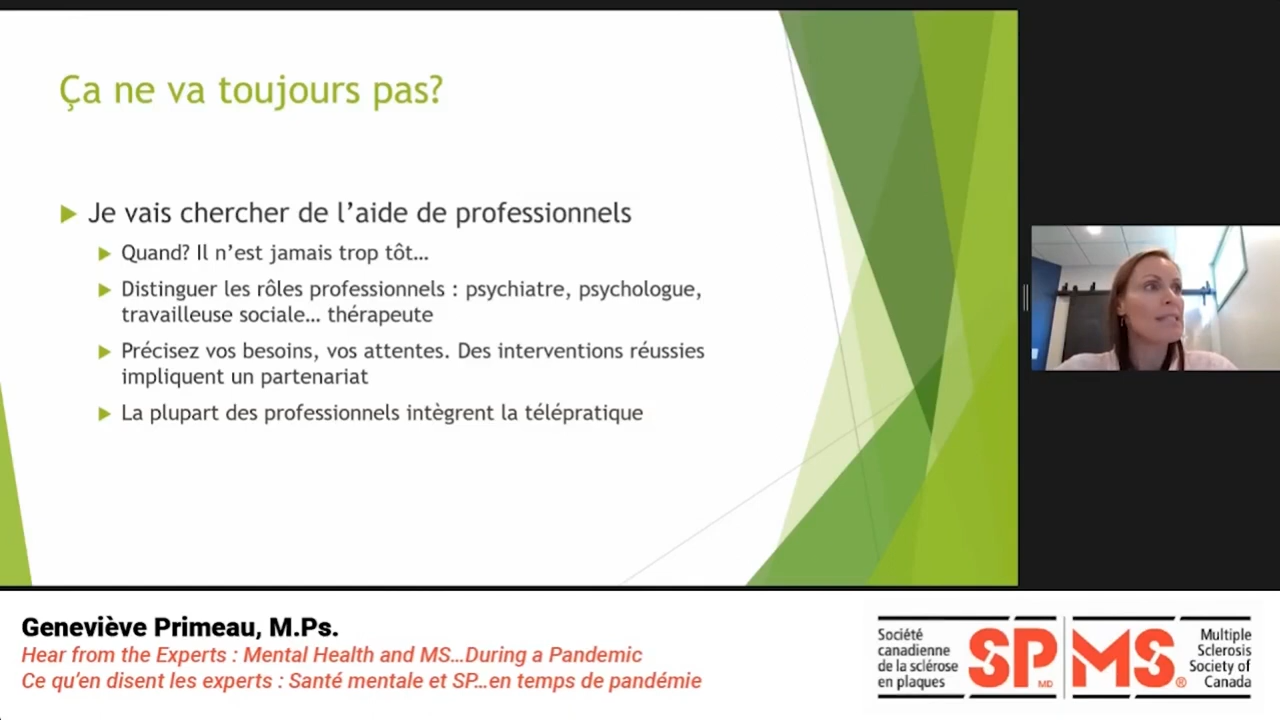 Ça ne va toujours pas?
Je vais chercher de l’aide de professionnels
Quand? Il n’est jamais trop tôt…
Distinguer les rôles professionnels : psychiatre, psychologue,
travailleuse sociale… thérapeute
Précisez vos besoins, vos attentes. Des interventions réussies
impliquent un partenariat
La plupart des professionnels intègrent la télépratique
Geneviève Primeau, M.Ps.
Hear from the Experts : Mental Health and MS…During a Pandemic
Ce qu’en disent les experts : Santé mentale et SP…en temps de pandémie
Société
canadienne
de la sclérose
en plaques
SP MD
MS ®
Multiple
Sclerosis
Society of
Canada